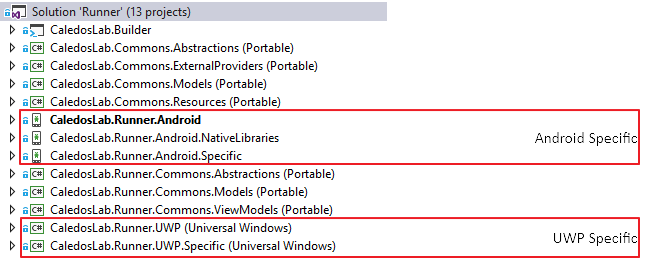 Solution 'Runner' (13 projects)
CaledosLab.Builder
CaledosLab.Commons.Abstractions (Portable)
CaledosLab.Commons.ExternalProviders (Portable)
CaledosLab.Commons.Models (Portable)
CaledosLab.Commons.Resources (Portable)
CaledosLab.Runner.Android
CaledosLab.Runner.Android.NativeLibraries Android Specific
CaledosLab.Runner.Android.Specific
CaledosLab.Runner.Commons.Abstractions (Portable)
CaledosLab.Runner.Commons.Models (Portable)
CaledosLab.Runner.Commons.ViewModels (Portable)
CaledosLab.Runner.UWP (Universal Windows)
CaledosLab.Runner.UWP.Specific (Universal Windows) UWP Specific